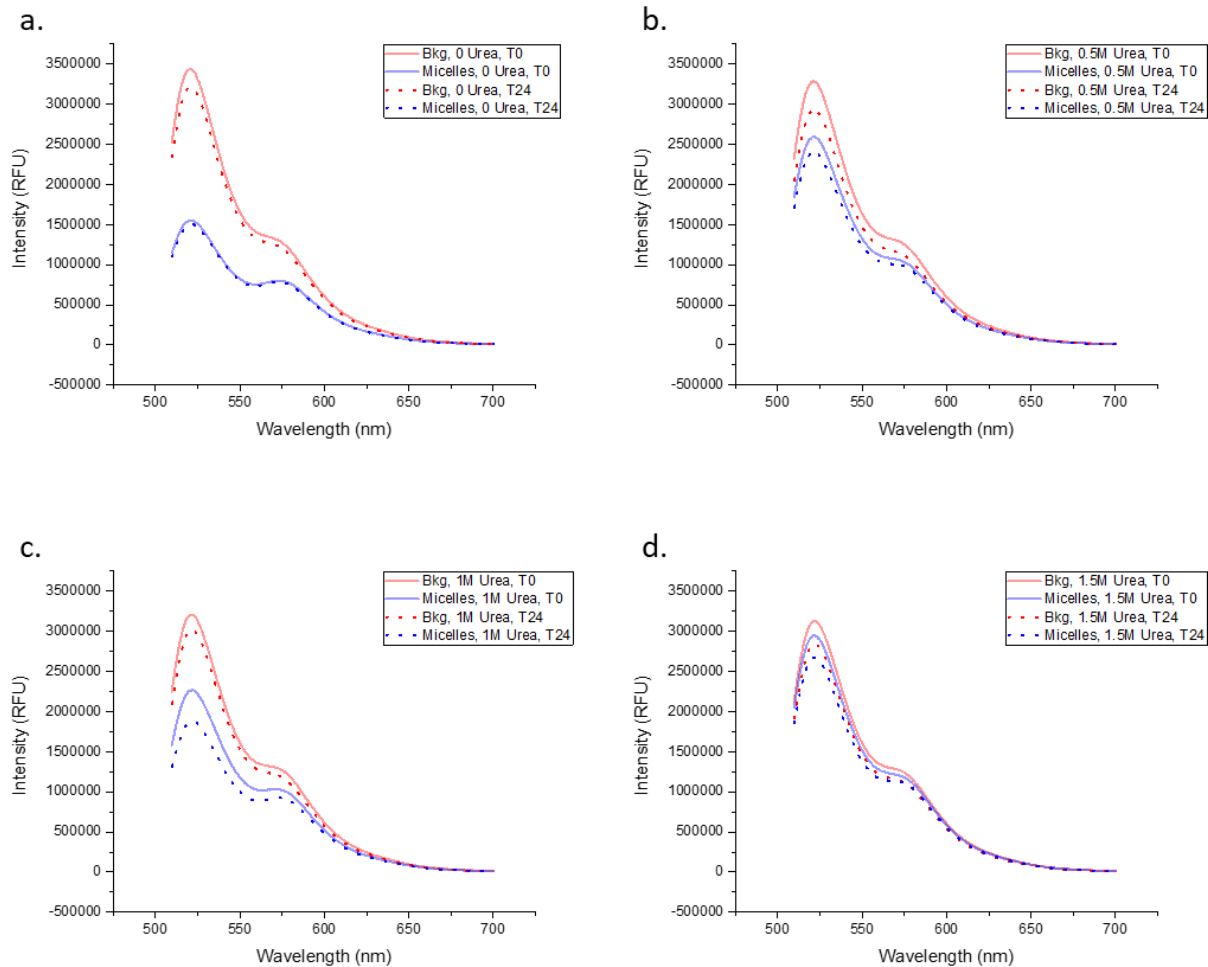 a.
Bkg, 0 Urea, T0
Micelles, 0 Urea, T0
Bkg, 0 Urea, T24
Micelles, 0 Urea, T24
3500000
3000000
2500000
2000000
1500000
1000000
500000
0
-500000
Intensity (RFU)
500
550
600
650
700
Wavelength (nm)
b.
Bkg, 0.5M Urea, T0
Micelles, 0.5M Urea, T0
Bkg, 0.5M Urea, T24
Micelles, 0.5M Urea, T24
3500000
3000000
2500000
2000000
1500000
1000000
500000
0
-500000
Intensity (RFU)
500
550
600
650
700
Wavelength (nm)
c.
Bkg, 1M Urea, T0
Micelles, 1M Urea, T0
Bkg, 1M Urea, T24
Micelles, 1M Urea, T24
3500000
3000000
2500000
2000000
1500000
1000000
500000
0
-500000
Intensity (RFU)
500
550
600
650
700
Wavelength (nm)
d.
Bkg, 1.5M Urea, T0
Micelles, 1.5M Urea, T0
Bkg, 1.5M Urea, T24
Micelles, 1.5M Urea, T24
3500000
3000000
2500000
2000000
1500000
1000000
500000
0
-500000
Intensity (RFU)
500
550
600
650
700
Wavelength (nm)